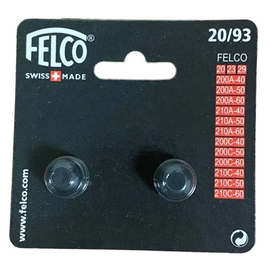 FELCO
SWISS MADE
20/93
FELCO
20 23 25
200A-40
200A-50
200A-60
210A-40
210A-50
210A-60
200C-40
200C-50
200C-60
210C-40
210C-50
210C-60
www.felco.com